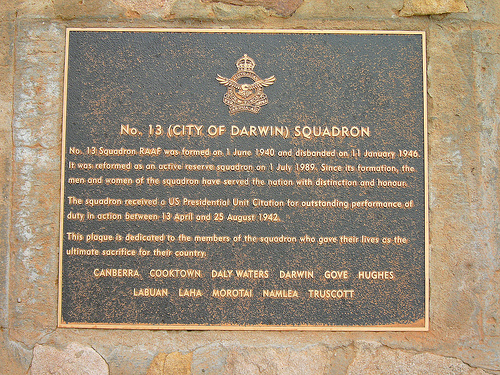 No. 13 (CITY OF DARWIN) SQUADRON
No. 13 Squadron RAAF was formed on 1 June 1940 and disbanded on 11 January 1946.
It was reformed as an active reserve squadron on 1 July 1989. Since its formation, the
men and women of the squadron have served the nation with distinction and honour.
The squadron received a US Presidential Unit Citation for outstanding performance of
duty in action between 13 April and 25 August 1942.
This plaque is dedicated to the members of the squadron who gave their lives as the
ultimate sacrifice for their country.
CANBERRA COOKTOWN DALY WATERS DARWIN GOVE HUGHES
LABUAN LAHA MOROTAI NAMLEA TRUSCOTT